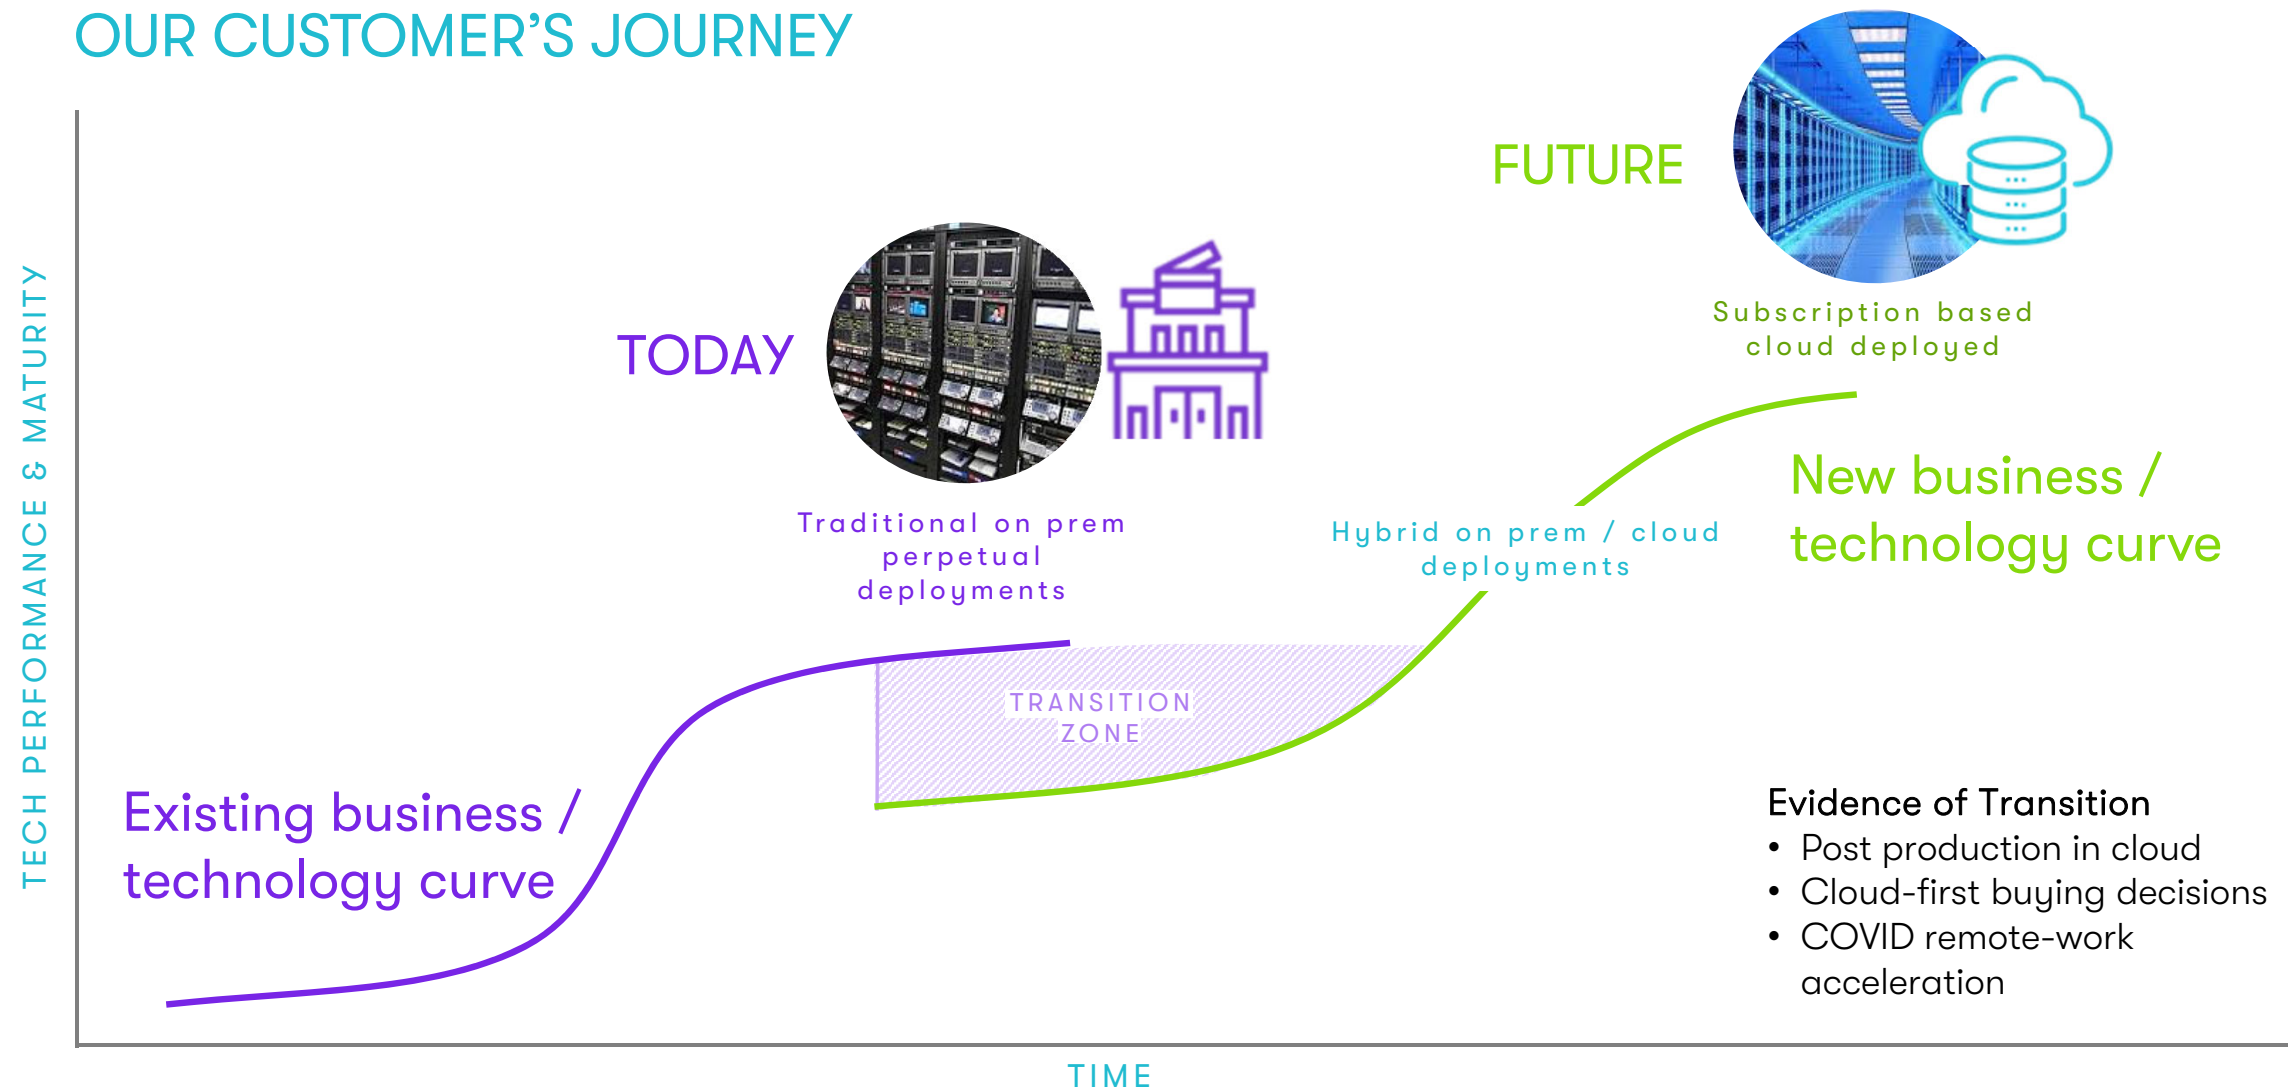 OUR CUSTOMER’S JOURNEY
TECH PERFORMANCE & MATURITY
FUTURE
Subscription based
cloud deployed
TODAY
Traditional on prem
perpetual
deployments
Hybrid on prem / cloud
deployments
New business /
technology curve
TRANSITION
ZONE
Existing business /
technology curve
Evidence of Transition
• Post production in cloud
• Cloud-first buying decisions
• COVID remote-work
acceleration
TIME